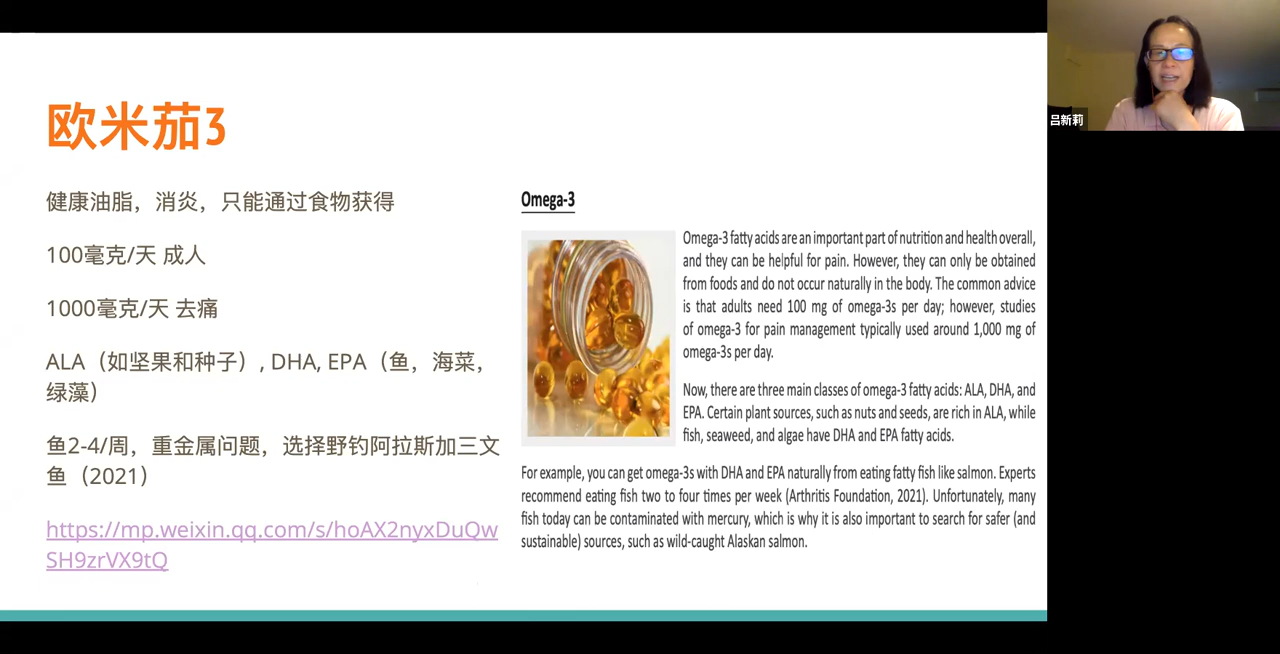 欧米茄3
健康油脂，消炎，只能通过食物获得
100毫克/天 成人
1000毫克/天 去痛
ALA（如坚果和种子）, DHA, EPA（鱼，海菜，
绿藻）
鱼2-4/周，重金属问题，选择野钓阿拉斯加三文
鱼（2021）
https://mp.weixin.qq.com/s/hoAX2nyxDuQw
SH9zrVX9tQ
Omega-3
Omega-3 fatty acids are an important part of nutrition and health overall,
and they can be helpful for pain. However, they can only be obtained
from foods and do not occur naturally in the body. The common advice
is that adults need 100 mg of omega-3s per day; however, studies
of omega-3 for pain management typically used around 1,000 mg of
omega-3s per day.
Now, there are three main classes of omega-3 fatty acids: ALA, DHA, and
EPA. Certain plant sources, such as nuts and seeds, are rich in ALA, while
fish, seaweed, and algae have DHA and EPA fatty acids.
For example, you can get omega-3s with DHA and EPA naturally from eating fatty fish like salmon. Experts
recommend eating fish two to four times per week (Arthritis Foundation, 2021). Unfortunately, many
fish today can be contaminated with mercury, which is why it is also important to search for safer (and
sustainable) sources, such as wild-caught Alaskan salmon.
吕新莉